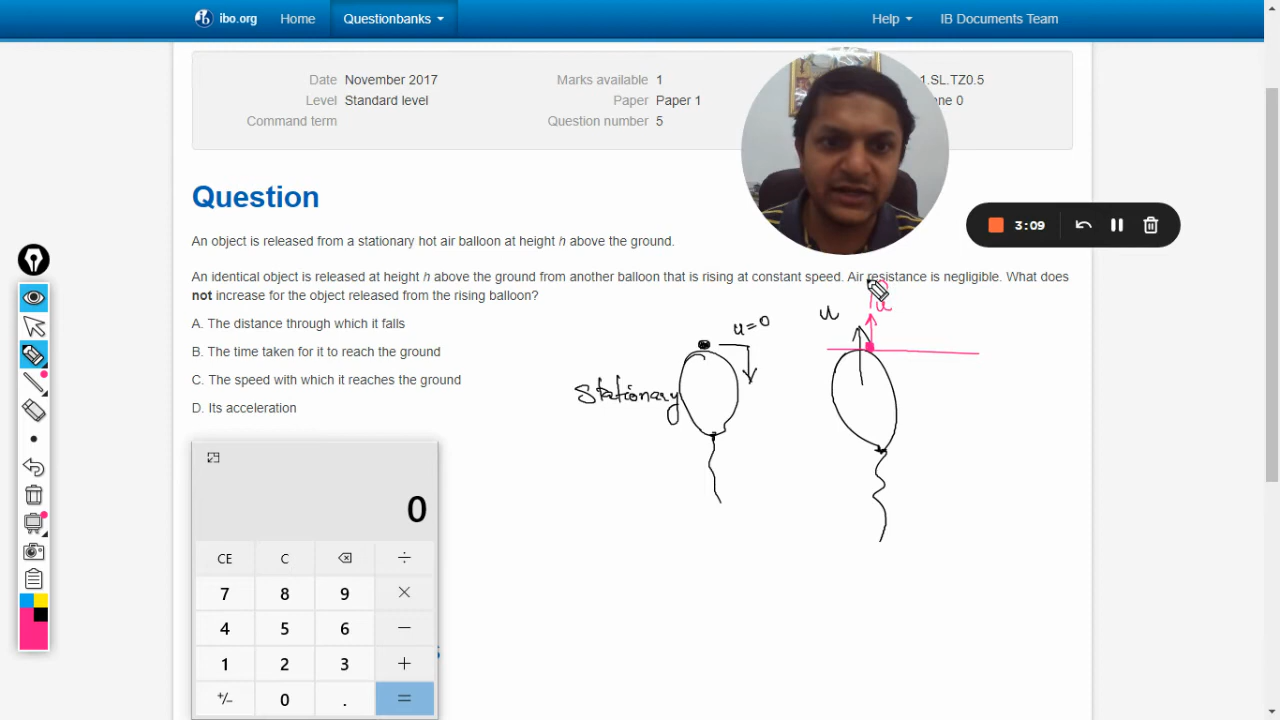 ibo.org Home Questionbanks Help IB Documents Team
Date November 2017 Marks available 1 1.SL.TZ0.5
Level Standard level Paper Paper 1 0
Command term Question number 5
Question
An object is released from a stationary hot air balloon at height h above the ground.
An identical object is released at height h above the ground from another balloon that is rising at constant speed. Air resistance is negligible. What does
not increase for the object released from the rising balloon?
A. The distance through which it falls
B. The time taken for it to reach the ground
C. The speed with which it reaches the ground
D. Its acceleration
3:09
u=0
u
u
Stationary
0
CE C ⌫ ÷
7 8 9 ×
4 5 6 −
1 2 3 +
+/− 0 . =